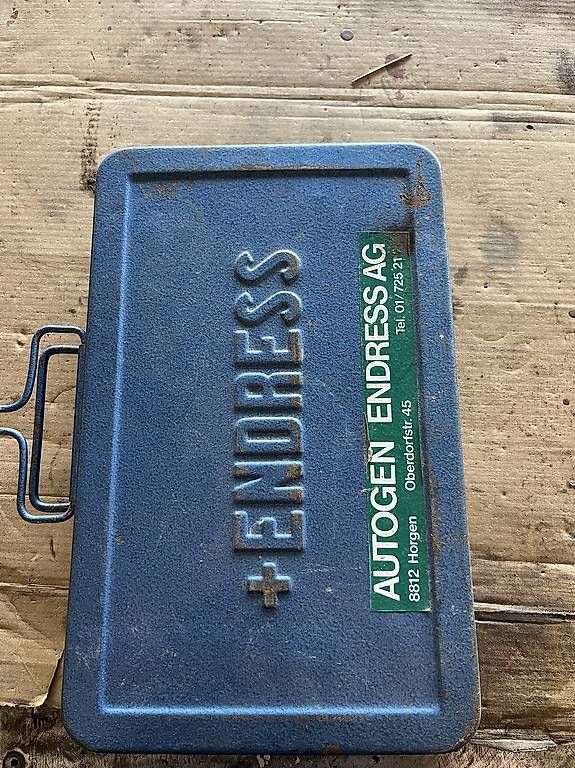 +ENDRESS
AUTOGEN ENDRESS AG
8812 Horgen Oberdorfstr. 45 Tel. 01/725 21